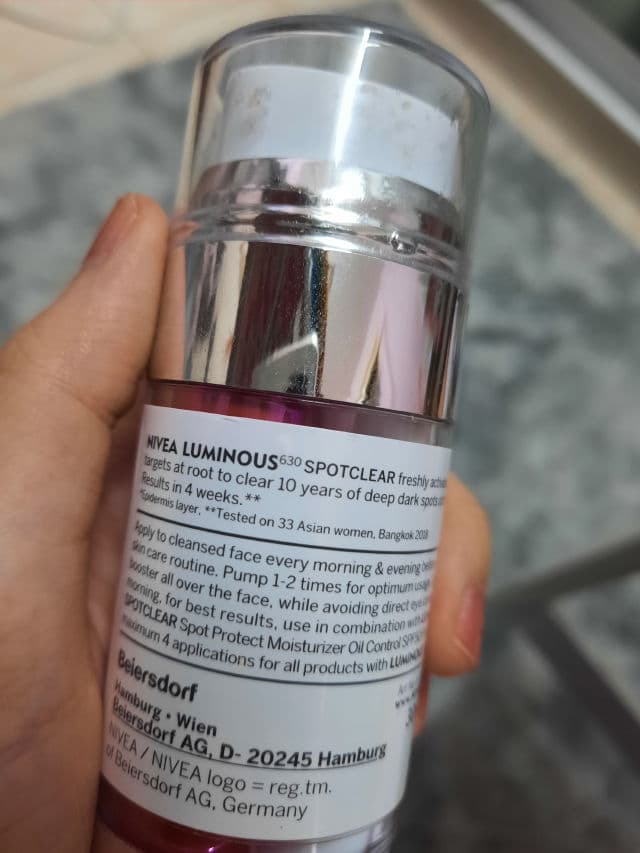 NIVEA LUMINOUS630 SPOTCLEAR freshly
targets at root to clear 10 years of deep dark spots
Results in 4 weeks.**
*Epidermis layer, **Tested on 33 Asian women, Bangkok 2018
Apply to cleansed face every morning & evening
skin care routine. Pump 1-2 times for optimum
booster all over the face, while avoiding direct eye
morning, for best results, use in combination with
SPOTCLEAR Spot Protect Moisturizer Oil Control SPF
maximum 4 applications for all products with LUMINOUS
Beiersdorf
Hamburg • Wien
Beiersdorf AG, D- 20245 Hamburg
NIVEA / NIVEA logo = reg.tm.
of Beiersdorf AG, Germany